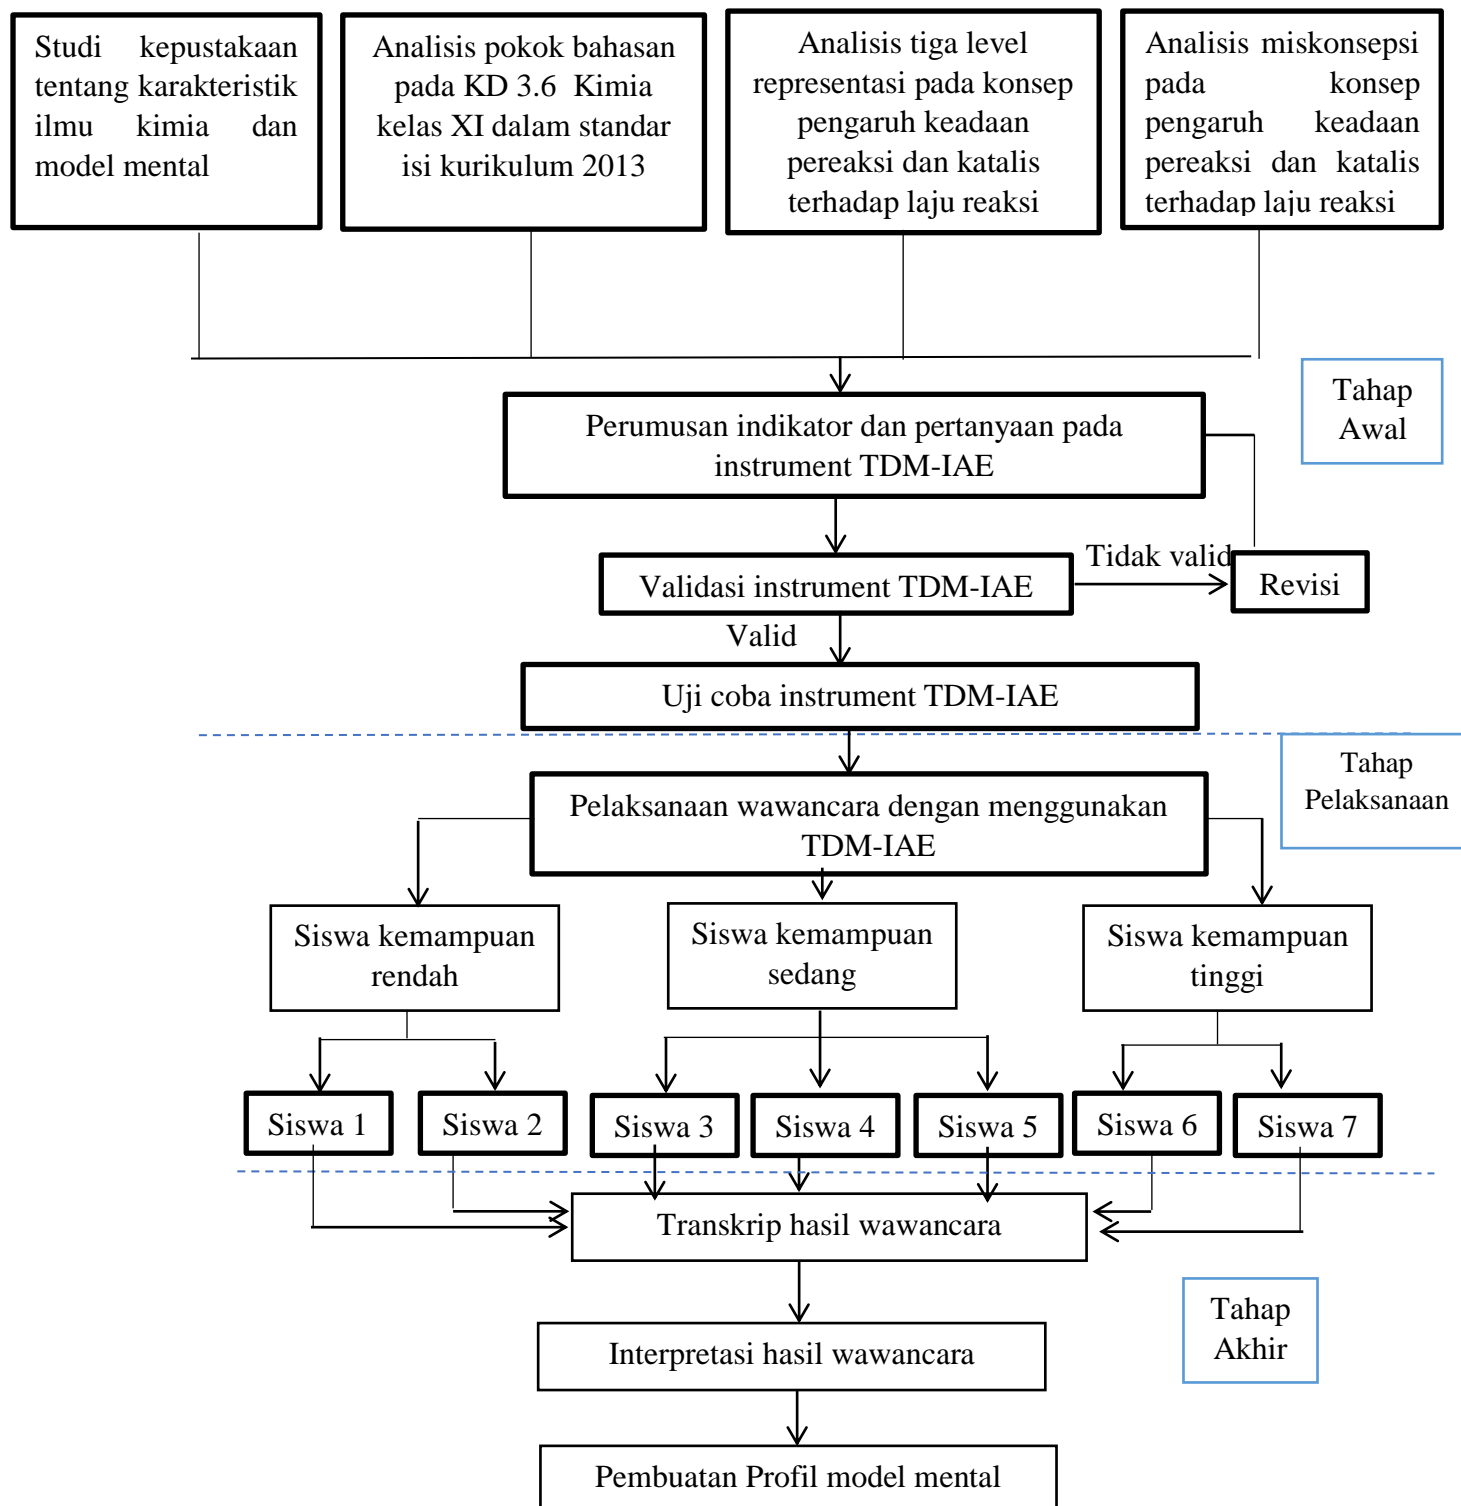 Studi kepustakaan
tentang karakteristik
ilmu kimia dan
model mental
Analisis pokok bahasan
pada KD 3.6 Kimia
kelas XI dalam standar
isi kurikulum 2013
Analisis tiga level
representasi pada konsep
pengaruh keadaan
pereaksi dan katalis
terhadap laju reaksi
Analisis miskonsepsi
pada konsep
pengaruh keadaan
pereaksi dan katalis
terhadap laju reaksi
Tahap
Awal
Perumusan indikator dan pertanyaan pada
instrument TDM-IAE
Validasi instrument TDM-IAE
Tidak valid
Revisi
Valid
Uji coba instrument TDM-IAE
Tahap
Pelaksanaan
Pelaksanaan wawancara dengan menggunakan
TDM-IAE
Siswa kemampuan
rendah
Siswa kemampuan
sedang
Siswa kemampuan
tinggi
Siswa 1
Siswa 2
Siswa 3
Siswa 4
Siswa 5
Siswa 6
Siswa 7
Transkrip hasil wawancara
Tahap
Akhir
Interpretasi hasil wawancara
Pembuatan Profil model mental